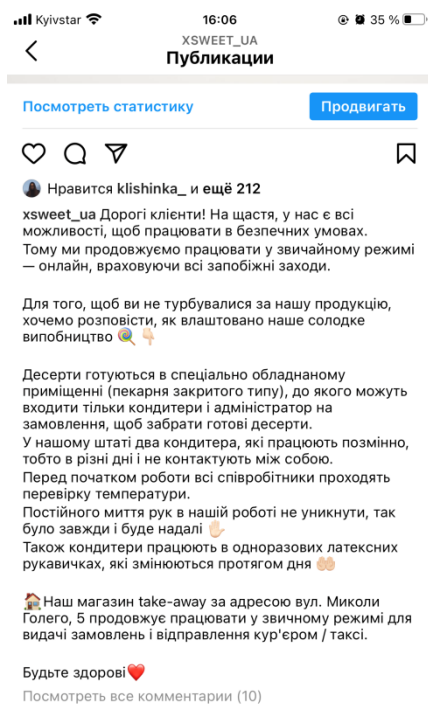 Kyivstar 16:06 35 %
XSWEET_UA
Публикации
Посмотреть статистику Продвигать
Нравится klishinka_ и ещё 212
xsweet_ua Дорогі клієнти! На щастя, у нас є всі
можливості, щоб працювати в безпечних умовах.
Тому ми продовжуємо працювати у звичайному режимі
— онлайн, враховуючи всі запобіжні заходи.
Для того, щоб ви не турбувалися за нашу продукцію,
хочемо розповісти, як влаштовано наше солодке
випобництво 🍭 👇🏻
Десерти готуються в спеціально обладнаному
приміщенні (пекарня закритого типу), до якого можуть
входити тільки кондитери і адміністратор на
замовлення, щоб забрати готові десерти.
У нашому штаті два кондитера, які працюють позмінно,
тобто в різні дні і не контактують між собою.
Перед початком роботи всі співробітники проходять
перевірку температури.
Постійного миття рук в нашій роботі не уникнути, так
було завжди і буде надалі 🖐🏻
Також кондитери працюють в одноразових латексних
рукавичках, які змінюються протягом дня 🤲🏻
🏠Наш магазин take-away за адресою вул. Миколи
Голего, 5 продовжує працювати у звичному режимі для
видачі замовлень і відправлення кур'єром / таксі.
Будьте здорові❤️
Посмотреть все комментарии (10)